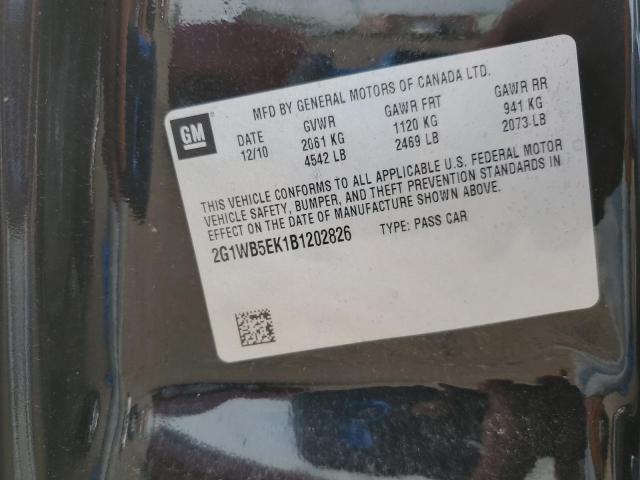 MFD BY GENERAL MOTORS OF CANADA LTD.
GM
DATE GVWR GAWR FRT GAWR RR
12/10 2061 KG 1120 KG 941 KG
4542 LB 2469 LB 2073 LB
THIS VEHICLE CONFORMS TO ALL APPLICABLE U.S. FEDERAL MOTOR
VEHICLE SAFETY, BUMPER, AND THEFT PREVENTION STANDARDS IN
EFFECT ON THE DATE OF MANUFACTURE SHOWN ABOVE.
2G1WB5EK1B1202826 TYPE: PASS CAR